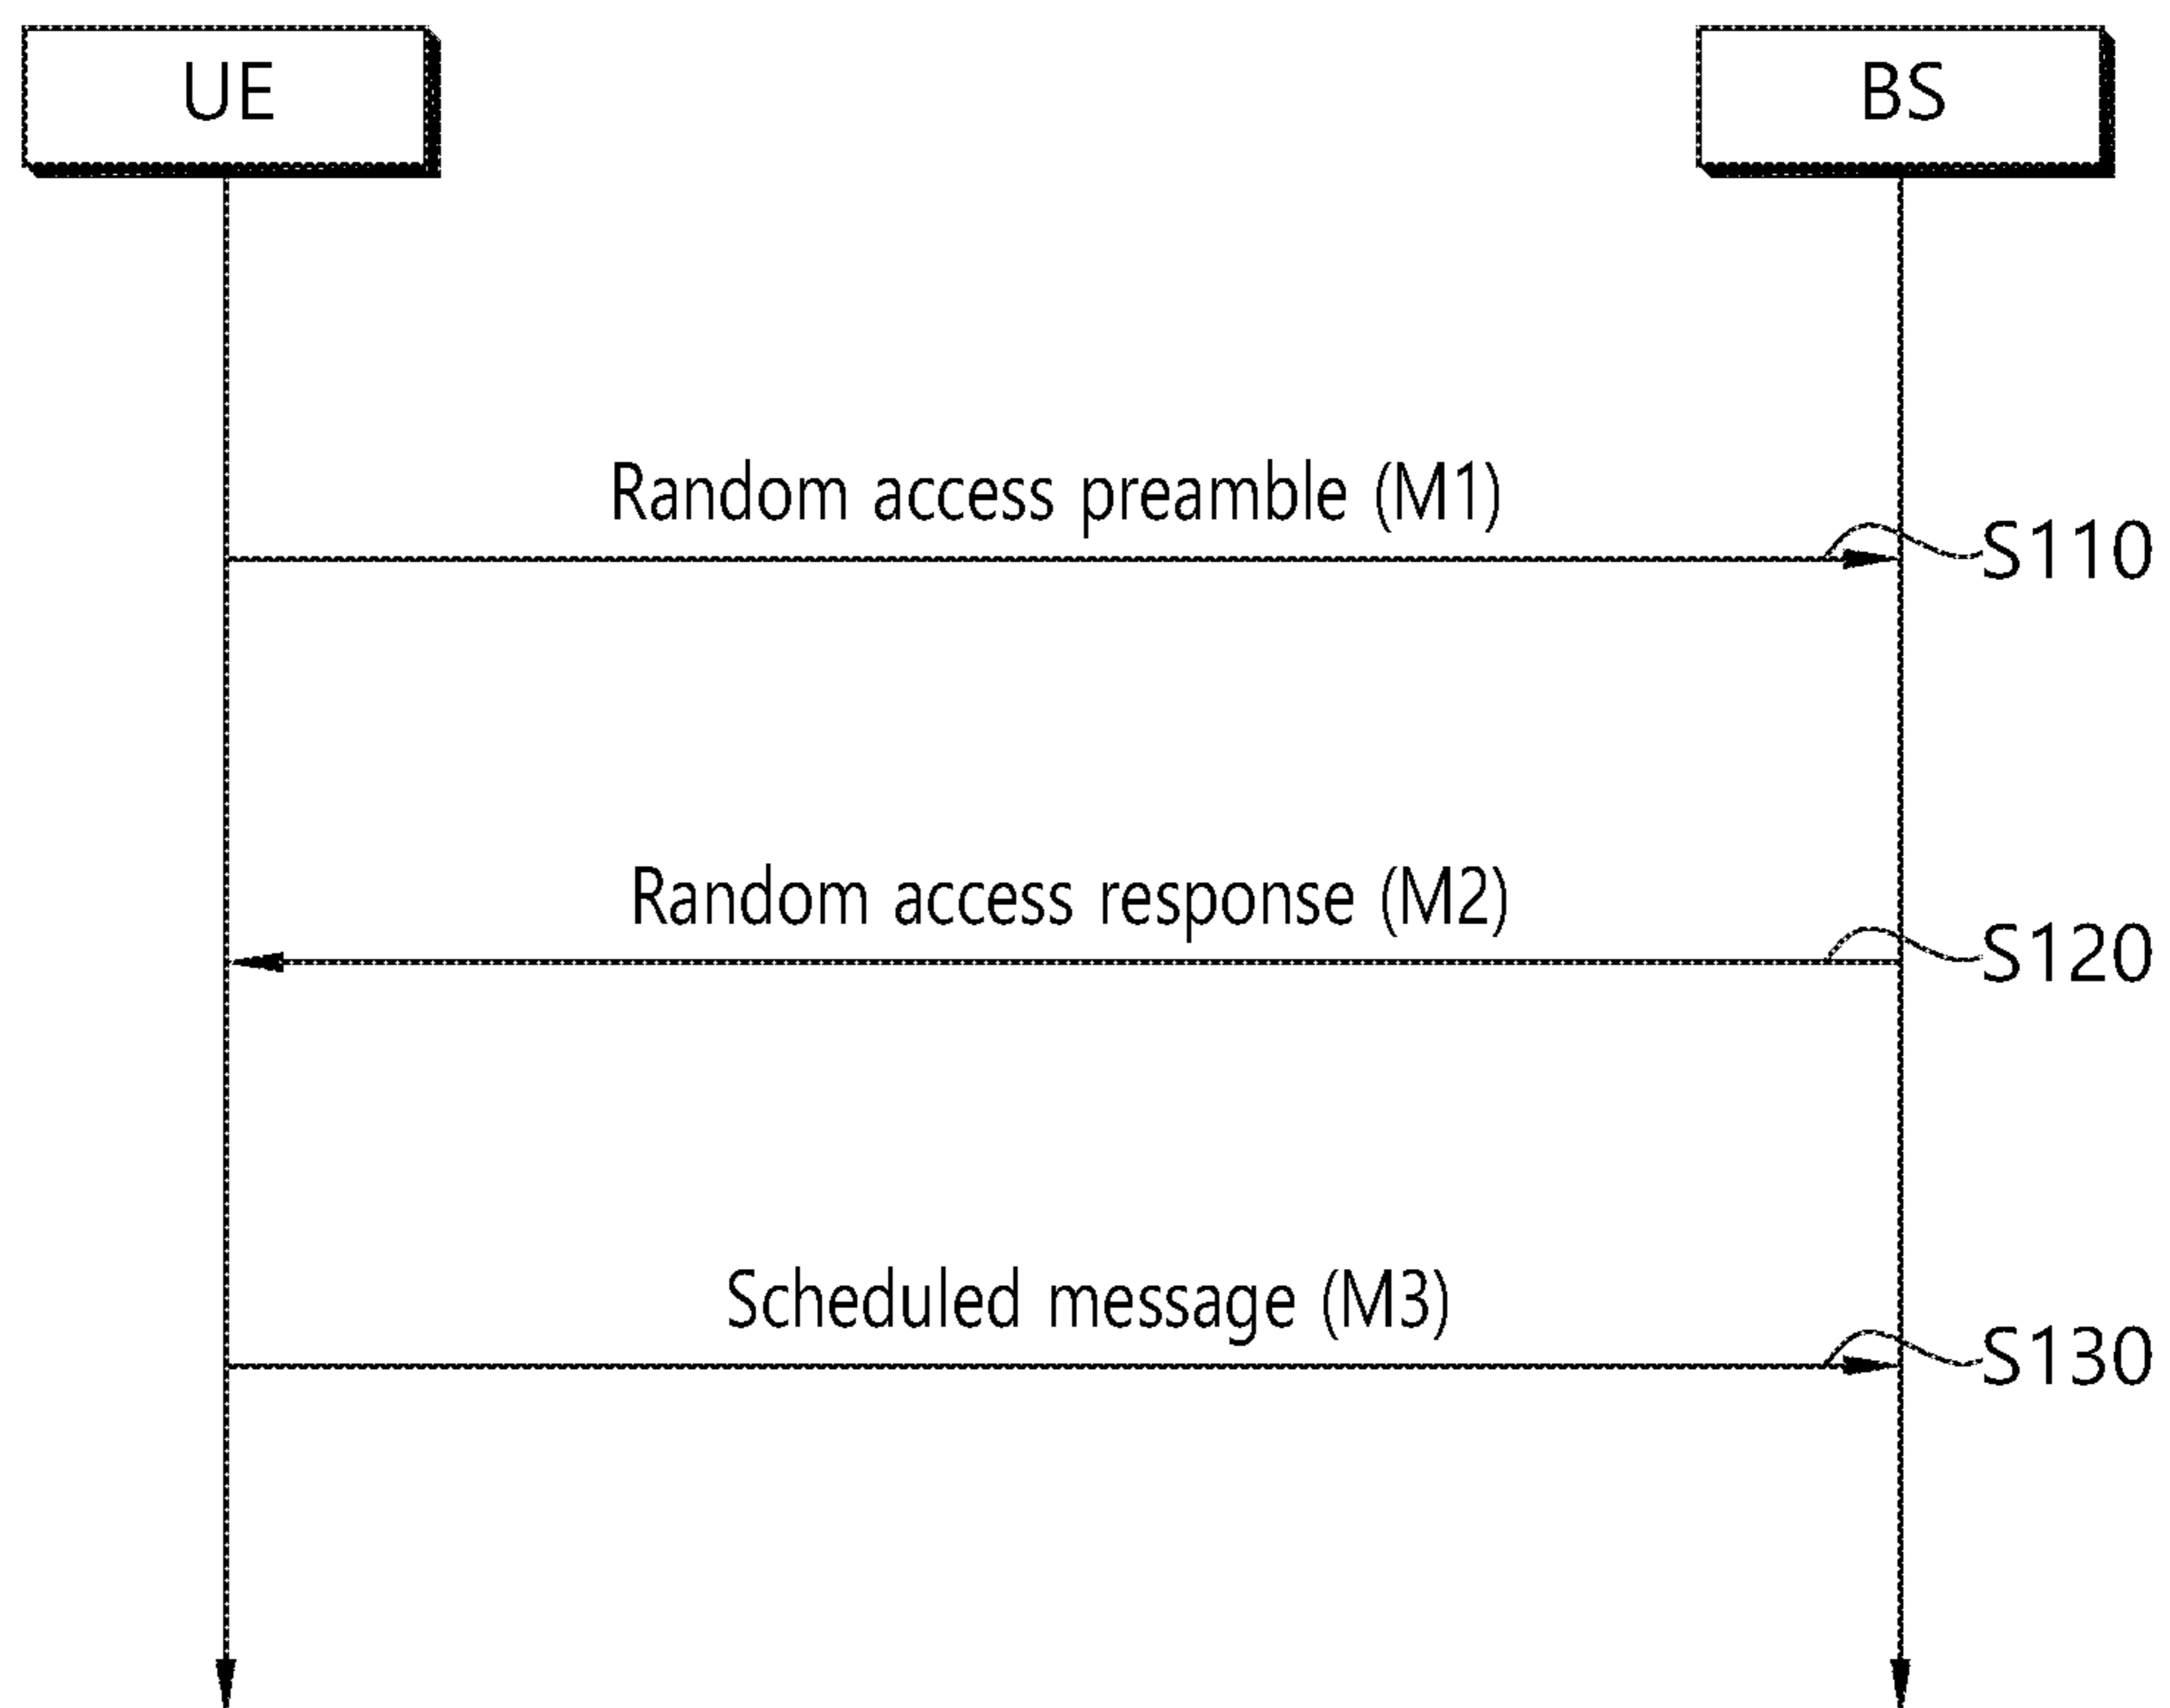 UE
BS
Random access preamble (M1)
S110
Random access response (M2)
S120
Scheduled message (M3)
S130